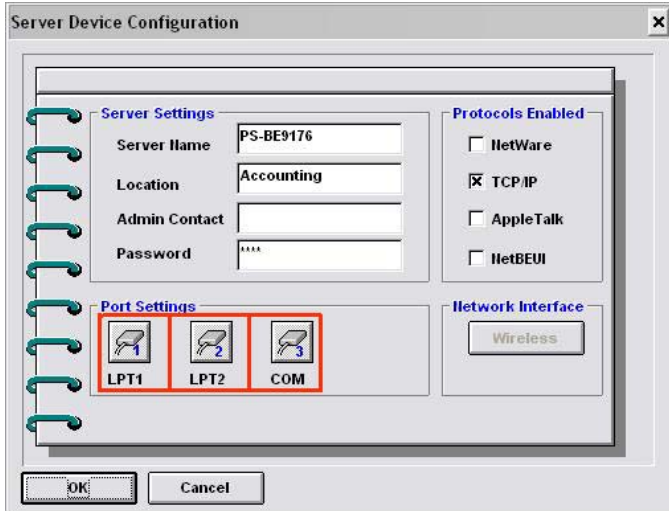 Server Device Configuration
Server Settings
Server Name PS-BE9176
Location Accounting
Admin Contact
Password ****
Protocols Enabled
NetWare
TCP/IP
AppleTalk
NetBEUI
Port Settings
1 2 3
LPT1 LPT2 COM
Network Interface
Wireless
OK Cancel